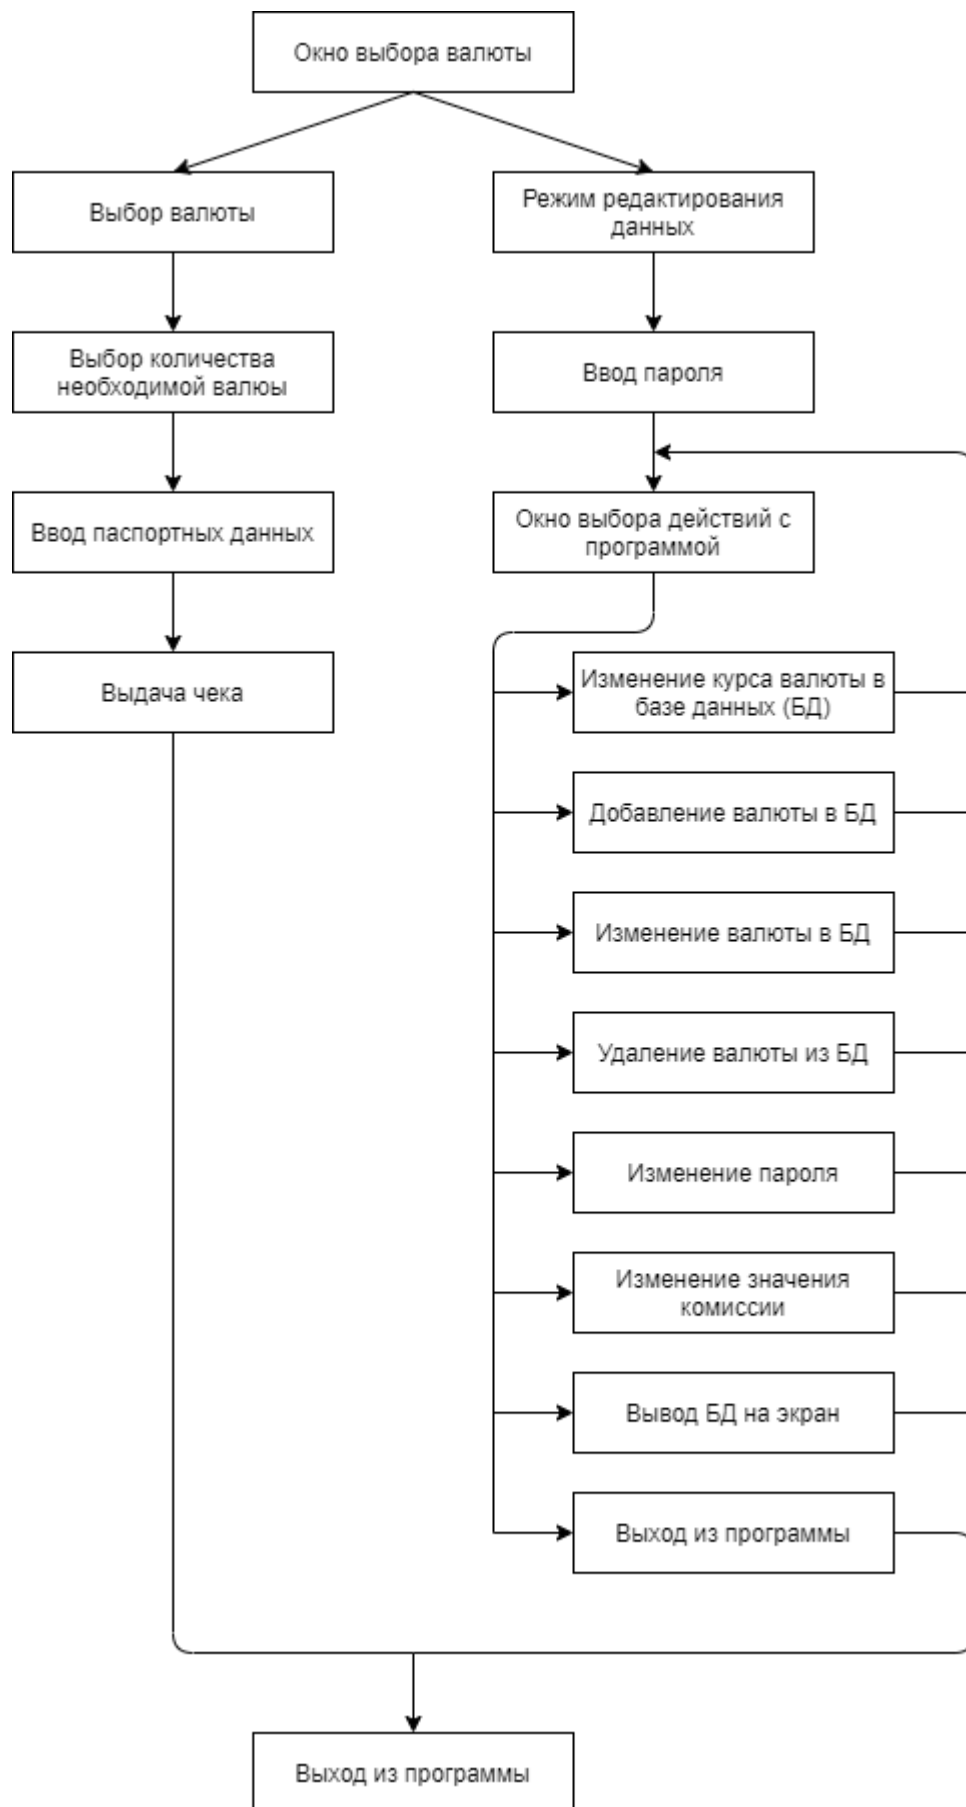 Окно выбора валюты
Выбор валюты
Режим редактирования
данных
Выбор количества
необходимой валюы
Ввод пароля
Ввод паспортных данных
Окно выбора действий с
программой
Выдача чека
Изменение курса валюты в
базе данных (БД)
Добавление валюты в БД
Изменение валюты в БД
Удаление валюты из БД
Изменение пароля
Изменение значения
комиссии
Вывод БД на экран
Выход из программы
Выход из программы